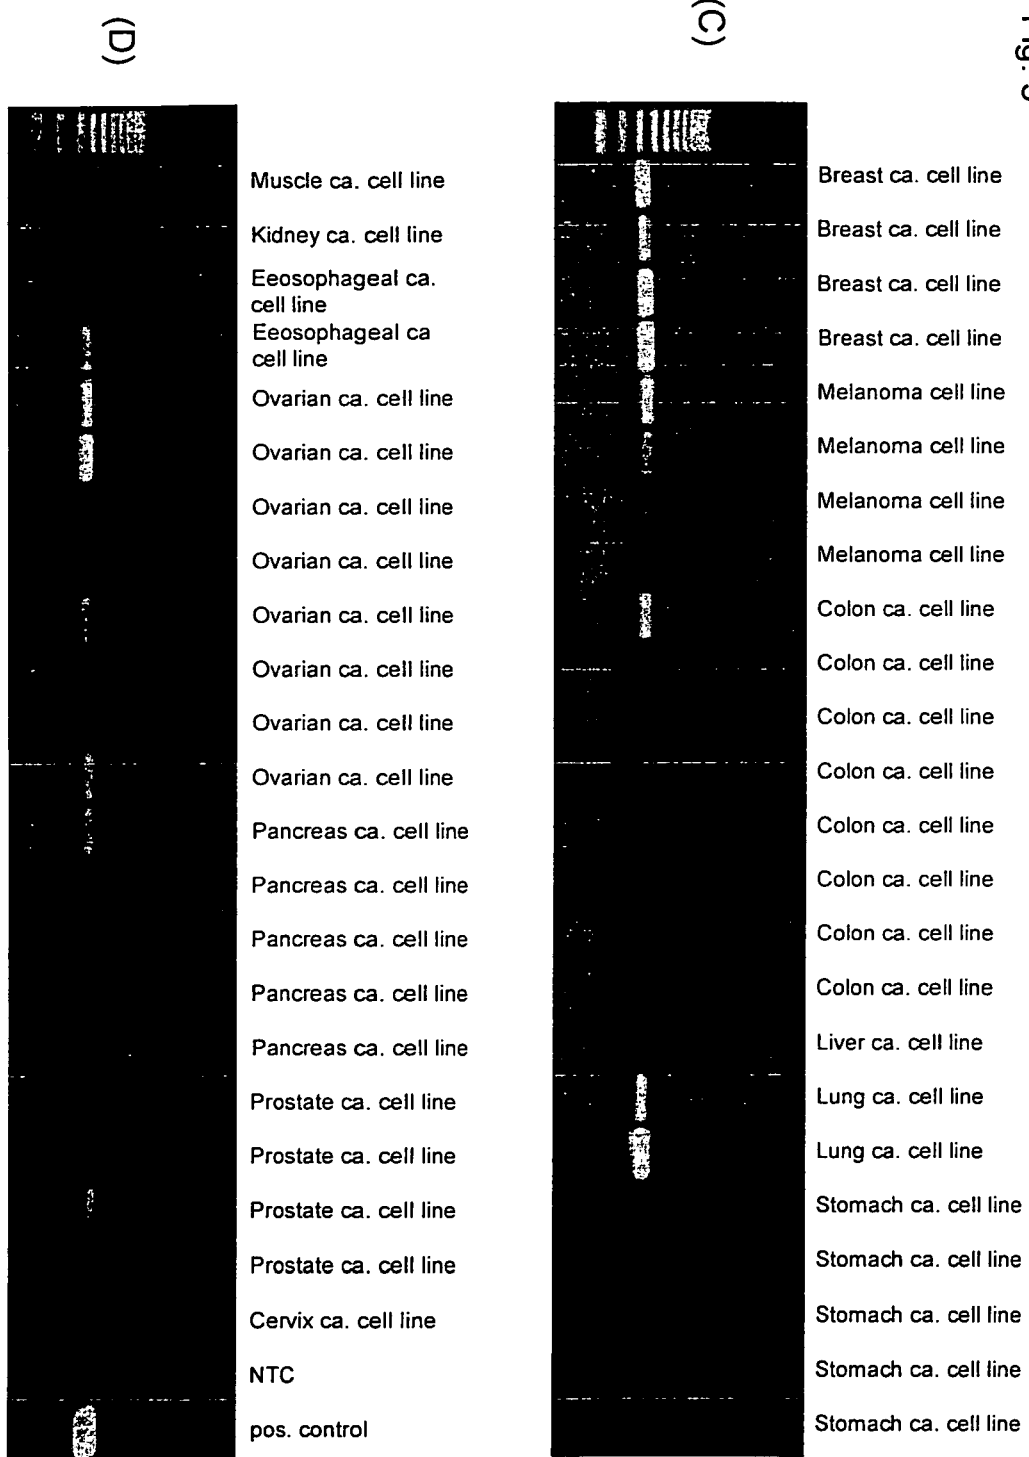 Fig. 3
(C)
Breast ca. cell line
Breast ca. cell line
Breast ca. cell line
Breast ca. cell line
Melanoma cell line
Melanoma cell line
Melanoma cell line
Melanoma cell line
Colon ca. cell line
Colon ca. cell line
Colon ca. cell line
Colon ca. cell line
Colon ca. cell line
Colon ca. cell line
Colon ca. cell line
Colon ca. cell line
Liver ca. cell line
Lung ca. cell line
Lung ca. cell line
Stomach ca. cell line
Stomach ca. cell line
Stomach ca. cell line
Stomach ca. cell line
Stomach ca. cell line
(D)
Muscle ca. cell line
Kidney ca. cell line
Eeosophageal ca.
cell line
Eeosophageal ca
cell line
Ovarian ca. cell line
Ovarian ca. cell line
Ovarian ca. cell line
Ovarian ca. cell line
Ovarian ca. cell line
Ovarian ca. cell line
Ovarian ca. cell line
Ovarian ca. cell line
Pancreas ca. cell line
Pancreas ca. cell line
Pancreas ca. cell line
Pancreas ca. cell line
Pancreas ca. cell line
Prostate ca. cell line
Prostate ca. cell line
Prostate ca. cell line
Prostate ca. cell line
Cervix ca. cell line
NTC
pos. control